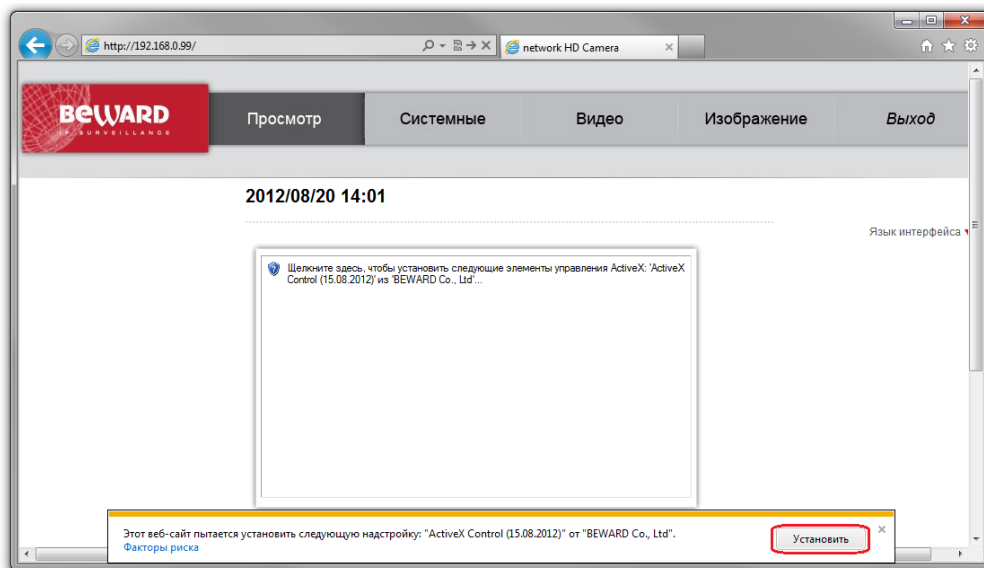 http://192.168.0.99/
network HD Camera
BEWARD
IP SURVEILLANCE
Просмотр
Системные
Видео
Изображение
Выход
2012/08/20 14:01
Язык интерфейса
Щелкните здесь, чтобы установить следующие элементы управления ActiveX: 'ActiveX
Control (15.08.2012)' из 'BEWARD Co., Ltd'...
Этот веб-сайт пытается установить следующую надстройку: "ActiveX Control (15.08.2012)" от "BEWARD Co., Ltd".
Факторы риска
Установить